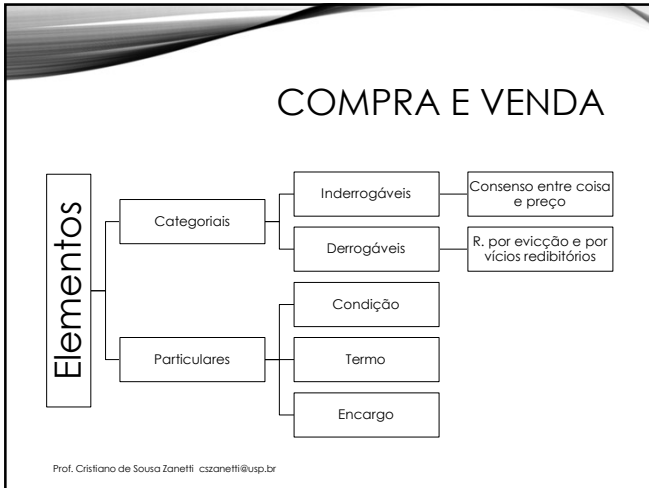 COMPRA E VENDA
Elementos
Categoriais
Inderrogáveis
Consenso entre coisa
e preço
Derrogáveis
R. por evicção e por
vícios redibitórios
Particulares
Condição
Termo
Encargo
Prof. Cristiano de Sousa Zanetti cszanetti@usp.br